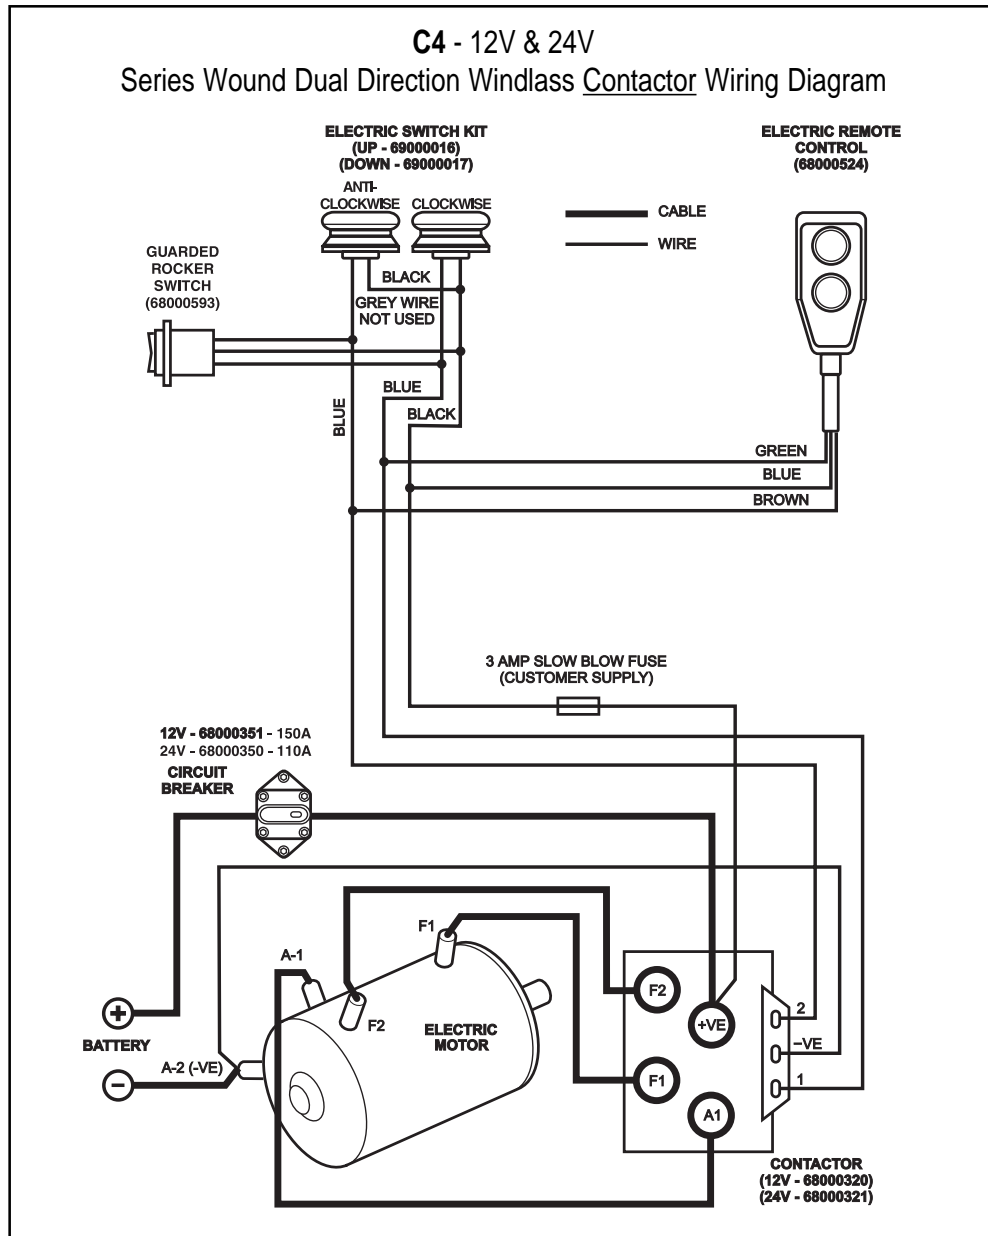 C4 - 12V & 24V
Series Wound Dual Direction Windlass Contactor Wiring Diagram
ELECTRIC SWITCH KIT
(UP - 69000016)
(DOWN - 69000017)
ELECTRIC REMOTE
CONTROL
(68000524)
ANTI-
CLOCKWISE
CLOCKWISE
CABLE
WIRE
GUARDED
ROCKER
SWITCH
(68000593)
BLACK
GREY WIRE
NOT USED
BLUE
BLUE
BLACK
GREEN
BLUE
BROWN
3 AMP SLOW BLOW FUSE
(CUSTOMER SUPPLY)
12V - 68000351 - 150A
24V - 68000350 - 110A
CIRCUIT
BREAKER
F1
A-1
F2
ELECTRIC
MOTOR
BATTERY
A-2 (-VE)
+
−
F2
+VE
F1
A1
2
–VE
1
CONTACTOR
(12V - 68000320)
(24V - 68000321)